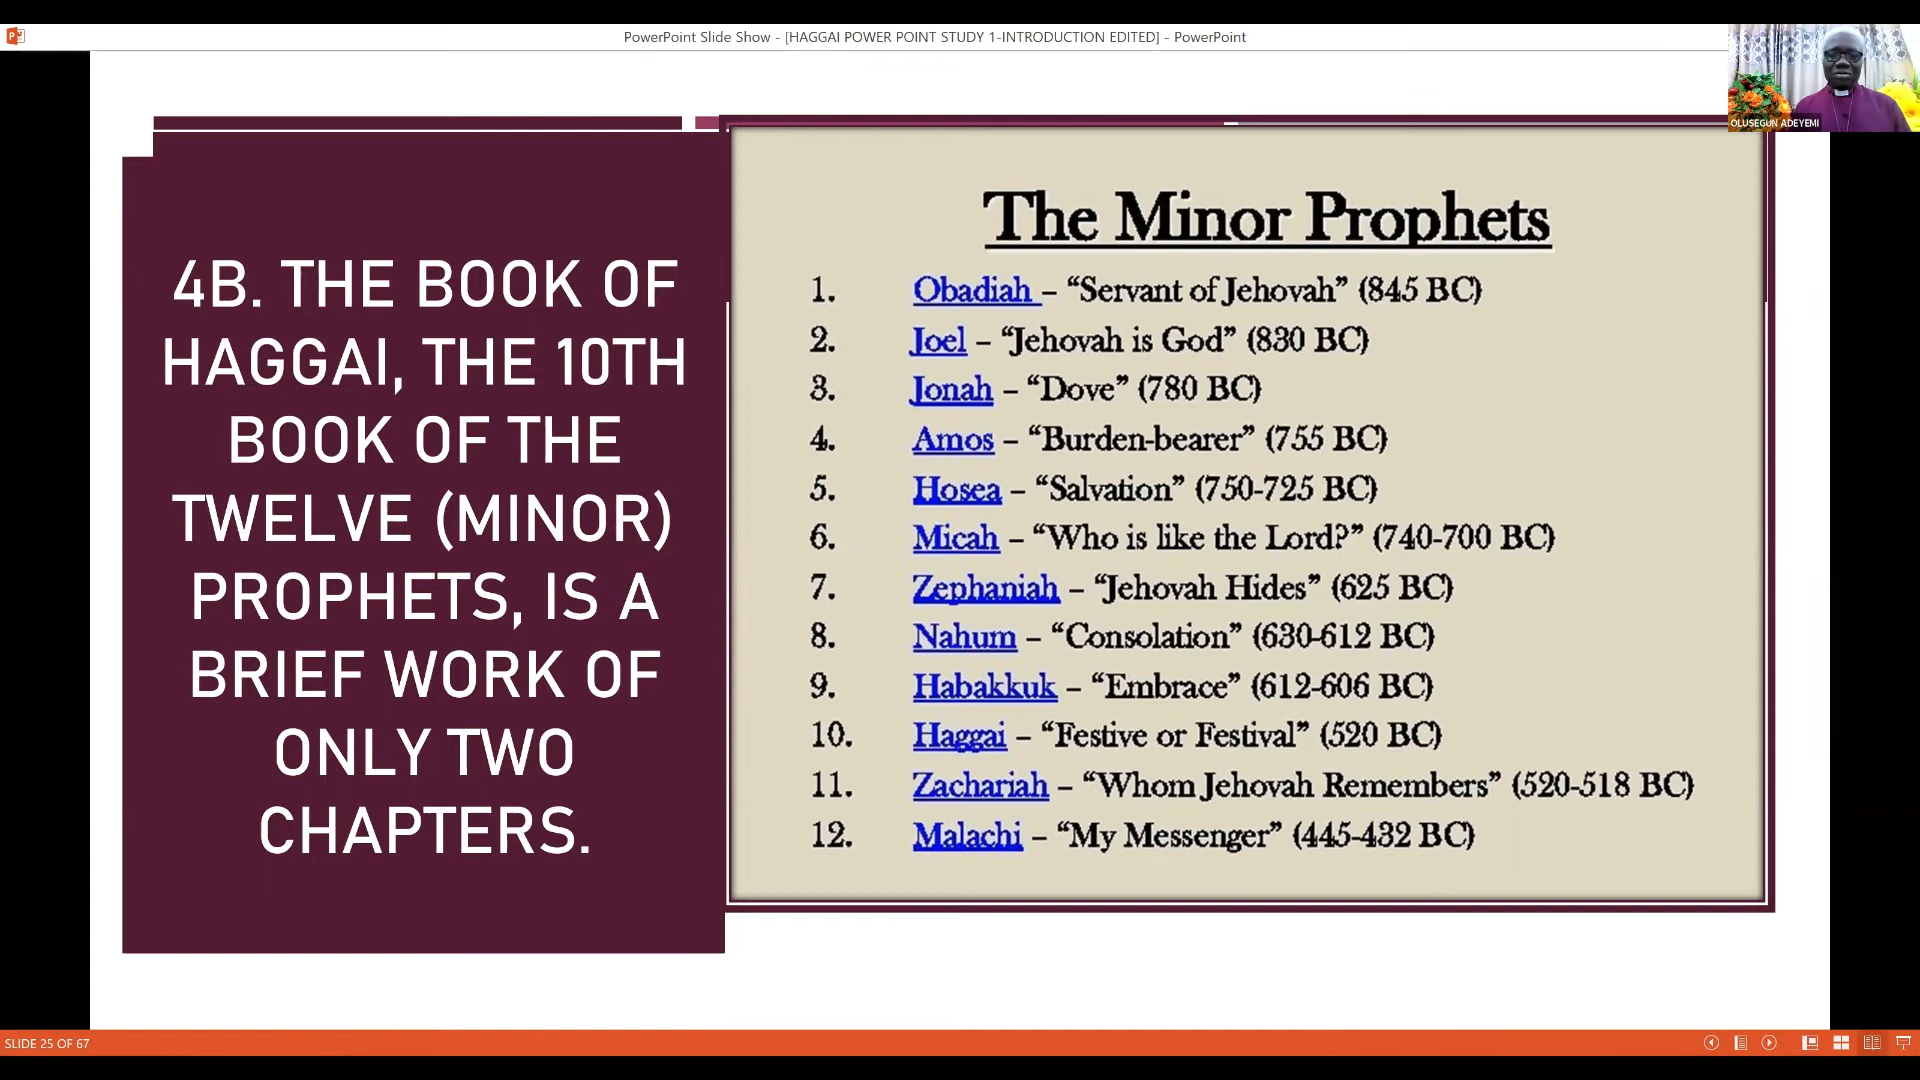 PowerPoint Slide Show - [HAGGAI POWER POINT STUDY 1-INTRODUCTION EDITED] - PowerPoint
OLUSEGUN ADEYEMI
4B. THE BOOK OF
HAGGAI, THE 10TH
BOOK OF THE
TWELVE (MINOR)
PROPHETS, IS A
BRIEF WORK OF
ONLY TWO
CHAPTERS.
The Minor Prophets
1. Obadiah – “Servant of Jehovah” (845 BC)
2. Joel – “Jehovah is God” (830 BC)
3. Jonah – “Dove” (780 BC)
4. Amos – “Burden-bearer” (755 BC)
5. Hosea – “Salvation” (750-725 BC)
6. Micah – “Who is like the Lord?” (740-700 BC)
7. Zephaniah – “Jehovah Hides” (625 BC)
8. Nahum – “Consolation” (630-612 BC)
9. Habakkuk – “Embrace” (612-606 BC)
10. Haggai – “Festive or Festival” (520 BC)
11. Zachariah – “Whom Jehovah Remembers” (520-518 BC)
12. Malachi – “My Messenger” (445-432 BC)
SLIDE 25 OF 67